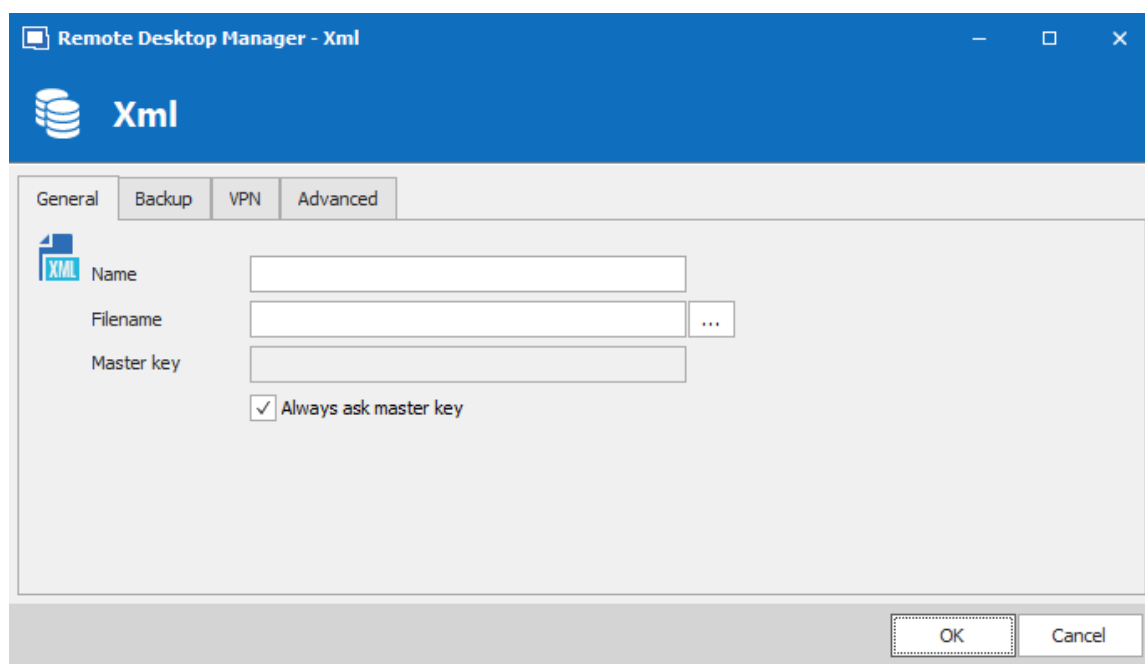 Remote Desktop Manager - Xml
Xml
General Backup VPN Advanced
XML Name
Filename ...
Master key
Always ask master key
OK Cancel